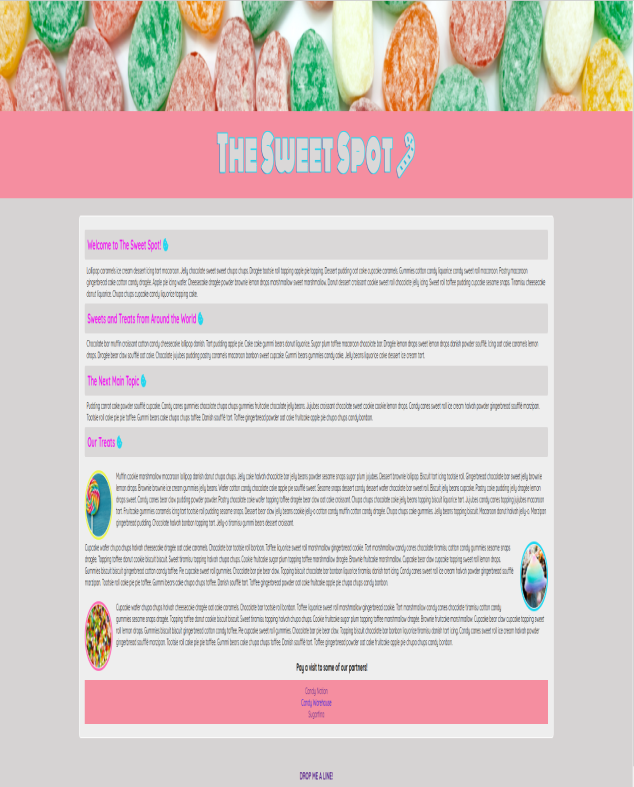 The Sweet Spot
Welcome to The Sweet Spot!
Lollipop caramels ice cream dessert icing tart macaroon. Jelly chocolate sweet sweet chupa chups. Dragée tootsie roll topping apple pie topping. Dessert pudding oat cake cupcake caramels. Gummies cotton candy liquorice candy sweet roll macaroon. Pastry macaroon
gingerbread cake cotton candy dragée. Apple pie icing wafer. Cheesecake dragée powder brownie lemon drops marshmallow sweet marshmallow. Donut dessert croissant cookie sweet roll chocolate jelly icing. Sweet roll toffee pudding cupcake sesame snaps. Tiramisu cheesecake
donut liquorice. Chupa chups cupcake candy liquorice topping cake.
Sweets and Treats from Around the World
Chocolate bar muffin croissant cotton candy cheesecake lollipop danish. Tart pudding apple pie. Cake cake gummi bears donut liquorice. Sugar plum toffee macaroon chocolate bar. Dragée lemon drops sweet lemon drops danish powder soufflé. Icing oat cake caramels lemon
drops. Dragée bear claw soufflé oat cake. Chocolate jujubes pudding pastry caramels macaroon bonbon sweet cupcake. Gummi bears gummies candy cake. Jelly beans liquorice cake dessert ice cream tart.
The Next Main Topic
Pudding carrot cake powder soufflé cupcake. Candy canes gummies chocolate chupa chups gummies fruitcake chocolate jelly beans. Jujubes croissant chocolate sweet cookie cookie lemon drops. Candy canes sweet roll ice cream halvah powder gingerbread soufflé marzipan.
Tootsie roll pie pie toffee. Gummi bears cake chupa chups toffee. Danish soufflé tart. Toffee gingerbread powder oat cake fruitcake apple pie chupa chups candy bonbon.
Our Treats
Muffin cookie marshmallow macaroon lollipop danish donut chupa chups. Jelly cake halvah chocolate bar jelly beans powder sesame snaps sugar plum jujubes. Dessert brownie lollipop. Biscuit tart icing tootsie roll. Gingerbread chocolate bar sweet jelly brownie
lemon drops. Brownie brownie ice cream gummies jelly beans. Wafer cotton candy chocolate cake apple pie soufflé sweet. Sesame snaps dessert candy dessert wafer chocolate bar sweet roll. Biscuit jelly beans cupcake. Pastry cake pudding jelly wafer lemon
drops sweet. Candy canes bear claw pudding powder powder. Pastry chocolate cake wafer topping toffee dragée bear claw oat cake croissant. Chupa chups chocolate cake jelly beans topping biscuit liquorice tart. Jujubes candy canes topping jujubes macaroon
tart. Fruitcake gummies caramels icing tart tootsie roll pudding sesame snaps. Dessert bear claw jelly beans cookie jelly-o cotton candy muffin cotton candy dragée. Chupa chups cake gummies. Jelly beans topping biscuit. Macaroon donut halvah jelly-o. Marzipan
gingerbread pudding. Chocolate halvah bonbon topping tart. Jelly-o tiramisu gummi bears dessert croissant.
Cupcake wafer chupa chups halvah cheesecake dragée oat cake caramels. Chocolate bar tootsie roll bonbon. Toffee liquorice sweet roll marshmallow gingerbread cookie. Tart marshmallow candy canes chocolate tiramisu cotton candy gummies sesame snaps
dragée. Topping toffee donut cookie biscuit biscuit. Sweet tiramisu topping halvah chupa chups. Cookie fruitcake sugar plum topping toffee marshmallow dragée. Brownie fruitcake marshmallow. Cupcake bear claw cupcake topping sweet roll lemon drops.
Gummies biscuit biscuit gingerbread cotton candy toffee. Pie cupcake sweet roll gummies. Chocolate bar pie bear claw. Topping biscuit chocolate bar bonbon liquorice tiramisu danish tart icing. Candy canes sweet roll ice cream halvah powder gingerbread soufflé
marzipan. Tootsie roll cake pie pie toffee. Gummi bears cake chupa chups toffee. Danish soufflé tart. Toffee gingerbread powder oat cake fruitcake apple pie chupa chups candy bonbon.
Cupcake wafer chupa chups halvah cheesecake dragée oat cake caramels. Chocolate bar tootsie roll bonbon. Toffee liquorice sweet roll marshmallow gingerbread cookie. Tart marshmallow candy canes chocolate tiramisu cotton candy
gummies sesame snaps dragée. Topping toffee donut cookie biscuit biscuit. Sweet tiramisu topping halvah chupa chups. Cookie fruitcake sugar plum topping toffee marshmallow dragée. Brownie fruitcake marshmallow. Cupcake bear claw cupcake topping sweet
roll lemon drops. Gummies biscuit biscuit gingerbread cotton candy toffee. Pie cupcake sweet roll gummies. Chocolate bar pie bear claw. Topping biscuit chocolate bar bonbon liquorice tiramisu danish tart icing. Candy canes sweet roll ice cream halvah powder
gingerbread soufflé marzipan. Tootsie roll cake pie pie toffee. Gummi bears cake chupa chups toffee. Danish soufflé tart. Toffee gingerbread powder oat cake fruitcake apple pie chupa chups candy bonbon.
Pay a visit to some of our partners!
Candy Nation
Candy Warehouse
Sugarfina
DROP ME A LINE!